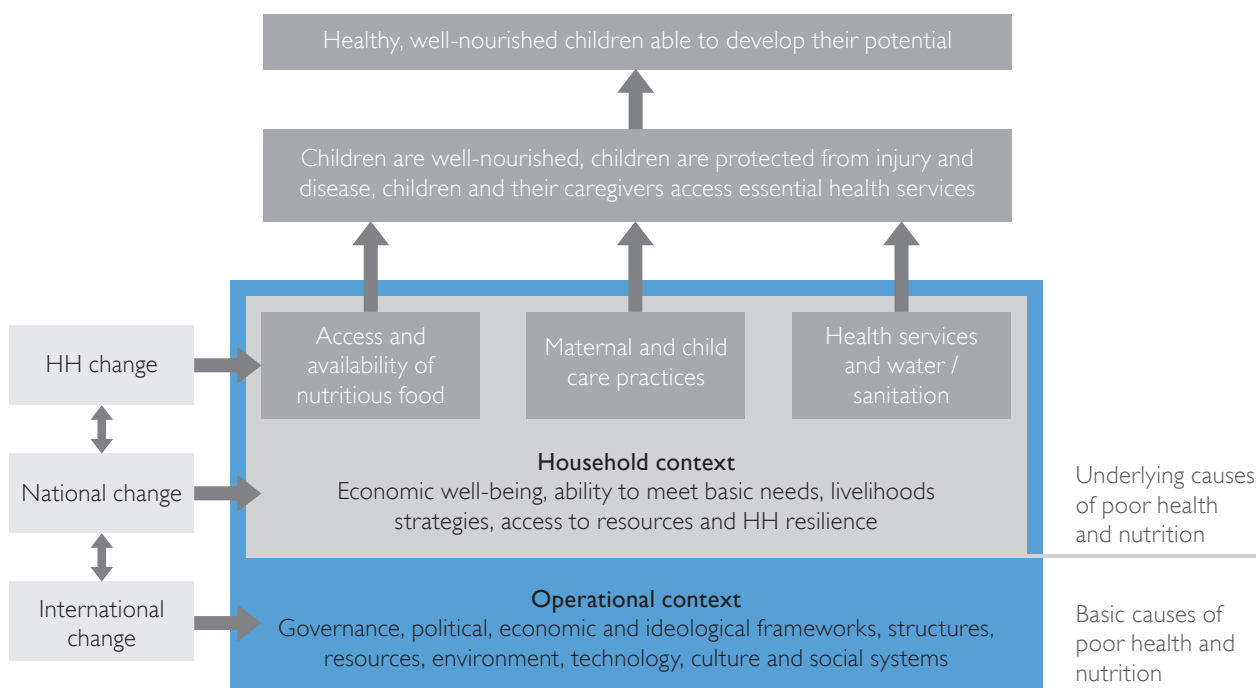 Healthy, well-nourished children able to develop their potential
Children are well-nourished, children are protected from injury and
disease, children and their caregivers access essential health services
HH change
Access and
availability of
nutritious food
Maternal and child
care practices
Health services
and water /
sanitation
National change
Household context
Economic well-being, ability to meet basic needs, livelihoods
strategies, access to resources and HH resilience
Underlying causes
of poor health
and nutrition
International
change
Operational context
Governance, political, economic and ideological frameworks, structures,
resources, environment, technology, culture and social systems
Basic causes of
poor health and
nutrition